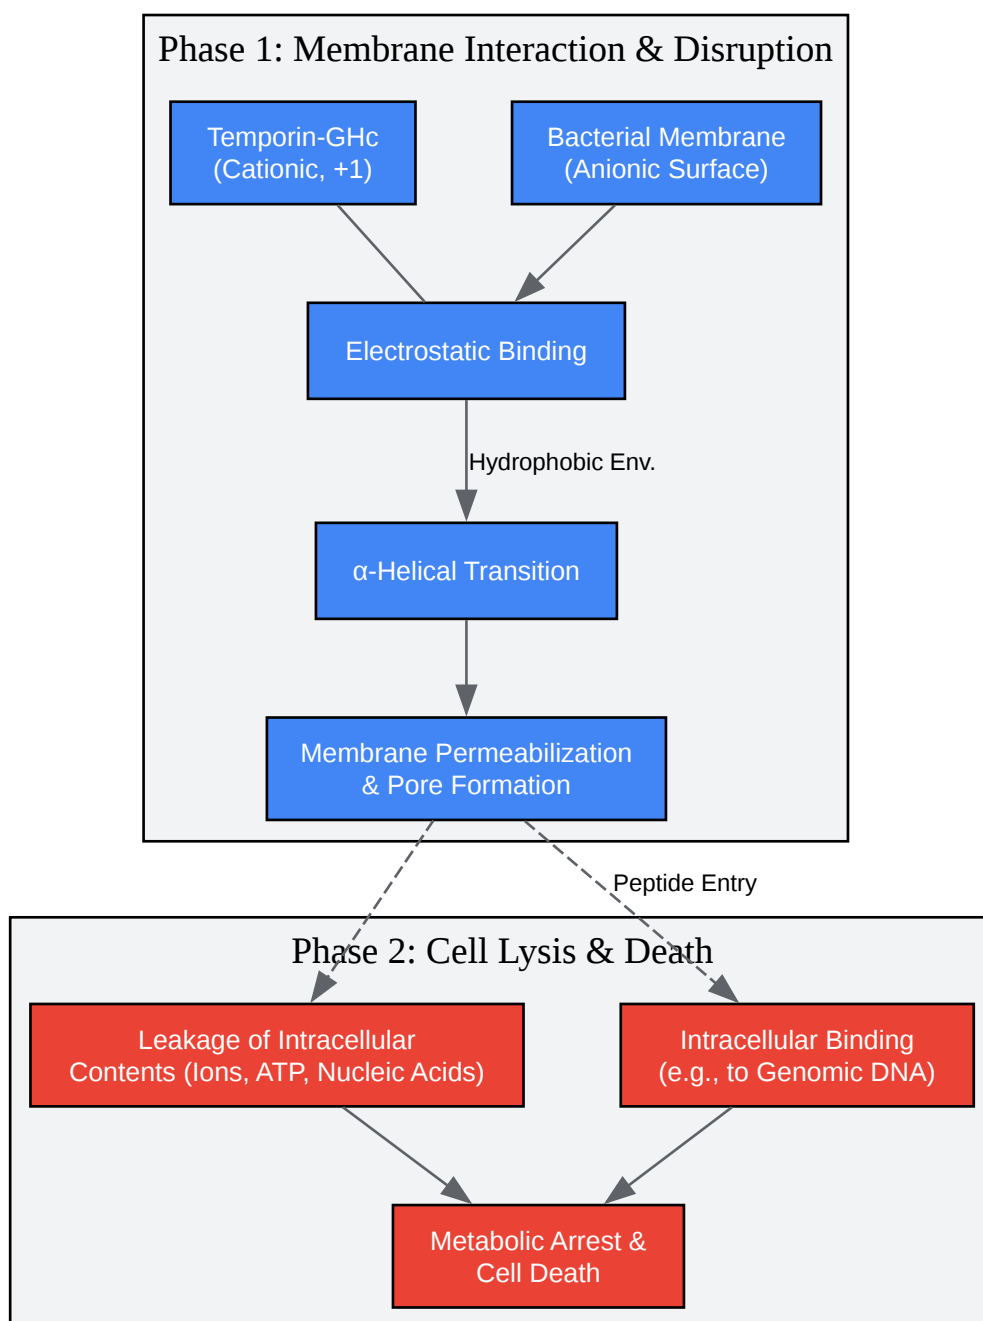 Phase 1: Membrane Interaction & Disruption
Temporin-GHc
(Cationic, +1)
Bacterial Membrane
(Anionic Surface)
Electrostatic Binding
Hydrophobic Env.
α-Helical Transition
Membrane Permeabilization
& Pore Formation
Peptide Entry
Phase 2: Cell Lysis & Death
Leakage of Intracellular
Contents (Ions, ATP, Nucleic Acids)
Intracellular Binding
(e.g., to Genomic DNA)
Metabolic Arrest &
Cell Death